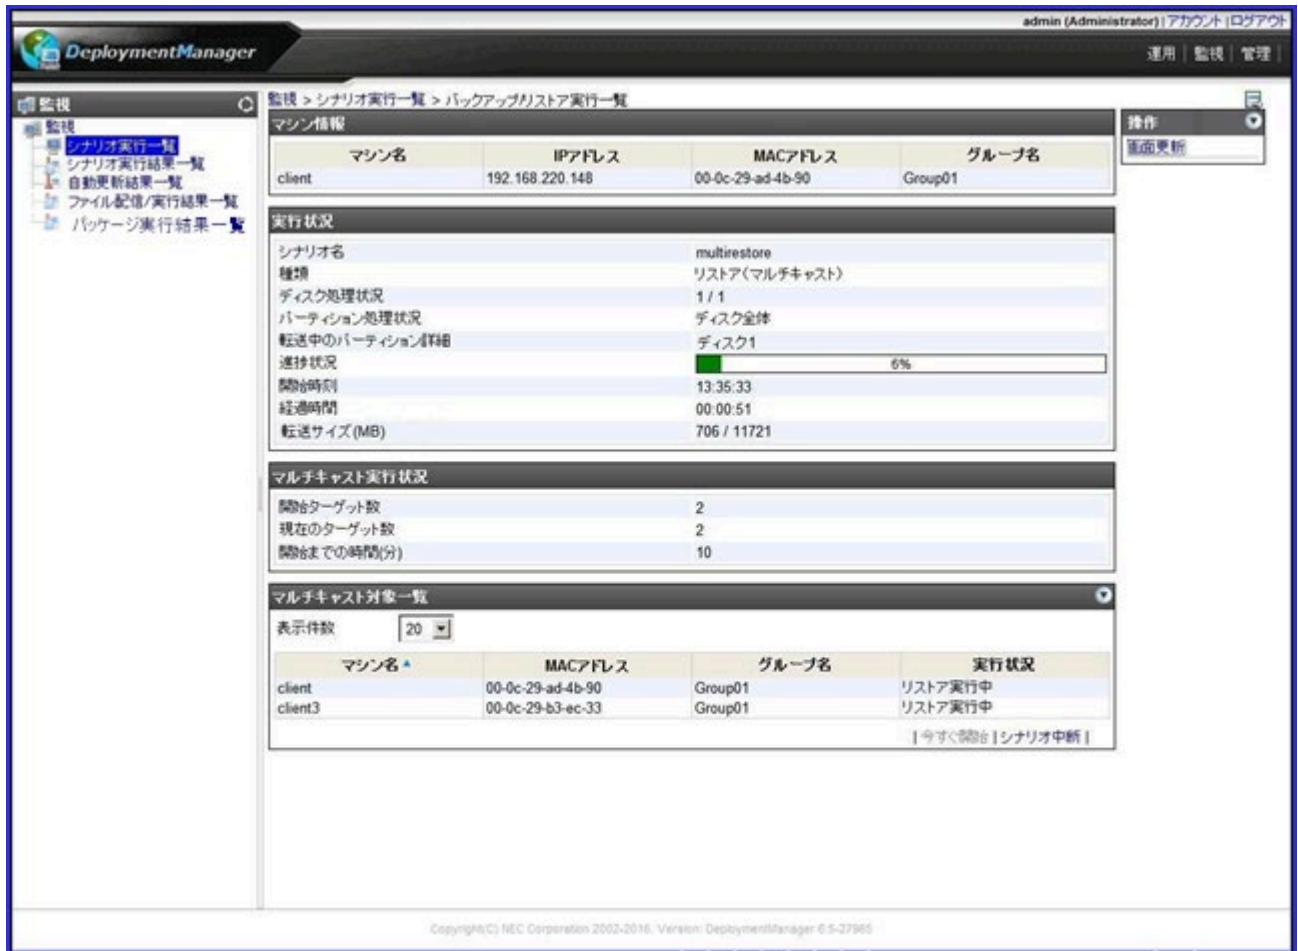 admin (Administrator) | アカウント | ログアウト
DeploymentManager
運用 | 監視 | 管理
監視
監視
シナリオ実行一覧
シナリオ実行結果一覧
自動更新結果一覧
ファイル配信/実行結果一覧
パッケージ実行結果一覧
監視 > シナリオ実行一覧 > バックアップ/リストア実行一覧
マシン情報
マシン名 IPアドレス MACアドレス グループ名
client 192.168.220.148 00-0c-29-ad-4b-90 Group01
実行状況
シナリオ名 multirestore
種類 リストア(マルチキャスト)
ディスク処理状況 1 / 1
パーティション処理状況 ディスク全体
転送中のパーティション詳細 ディスク1
進捗状況 6%
開始時刻 13:35:33
経過時間 00:00:51
転送サイズ(MB) 706 / 11721
マルチキャスト実行状況
開始ターゲット数 2
現在のターゲット数 2
開始までの時間(分) 10
マルチキャスト対象一覧
表示件数 20
マシン名 MACアドレス グループ名 実行状況
client 00-0c-29-ad-4b-90 Group01 リストア実行中
client3 00-0c-29-b3-ec-33 Group01 リストア実行中
| 今すぐ開始 | シナリオ中断 |
操作
画面更新
Copyright(C) NEC Corporation 2002-2016. Version: DeploymentManager 6.5-27965